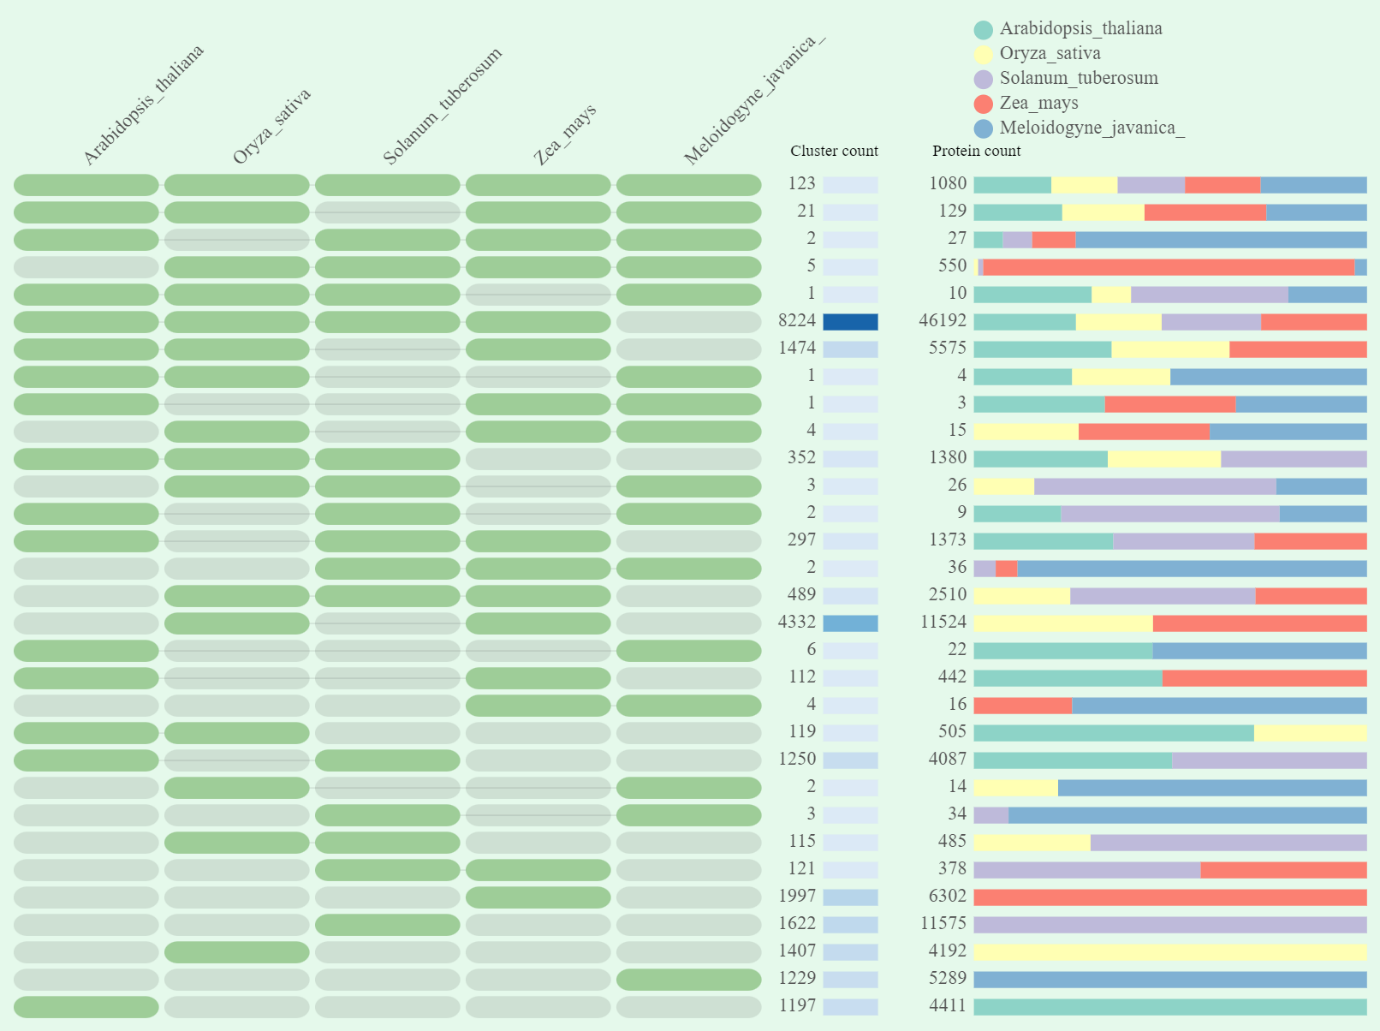 Arabidopsis_thaliana
Oryza_sativa
Solanum_tuberosum
Zea_mays
Meloidogyne_javanica_
Arabidopsis_thaliana
Oryza_sativa
Solanum_tuberosum
Zea_mays
Meloidogyne_javanica_
Cluster count Protein count
123 1080
21 129
2 27
5 550
1 10
8224 46192
1474 5575
1 4
1 3
4 15
352 1380
3 26
2 9
297 1373
2 36
489 2510
4332 11524
6 22
112 442
4 16
119 505
1250 4087
2 14
3 34
115 485
121 378
1997 6302
1622 11575
1407 4192
1229 5289
1197 4411